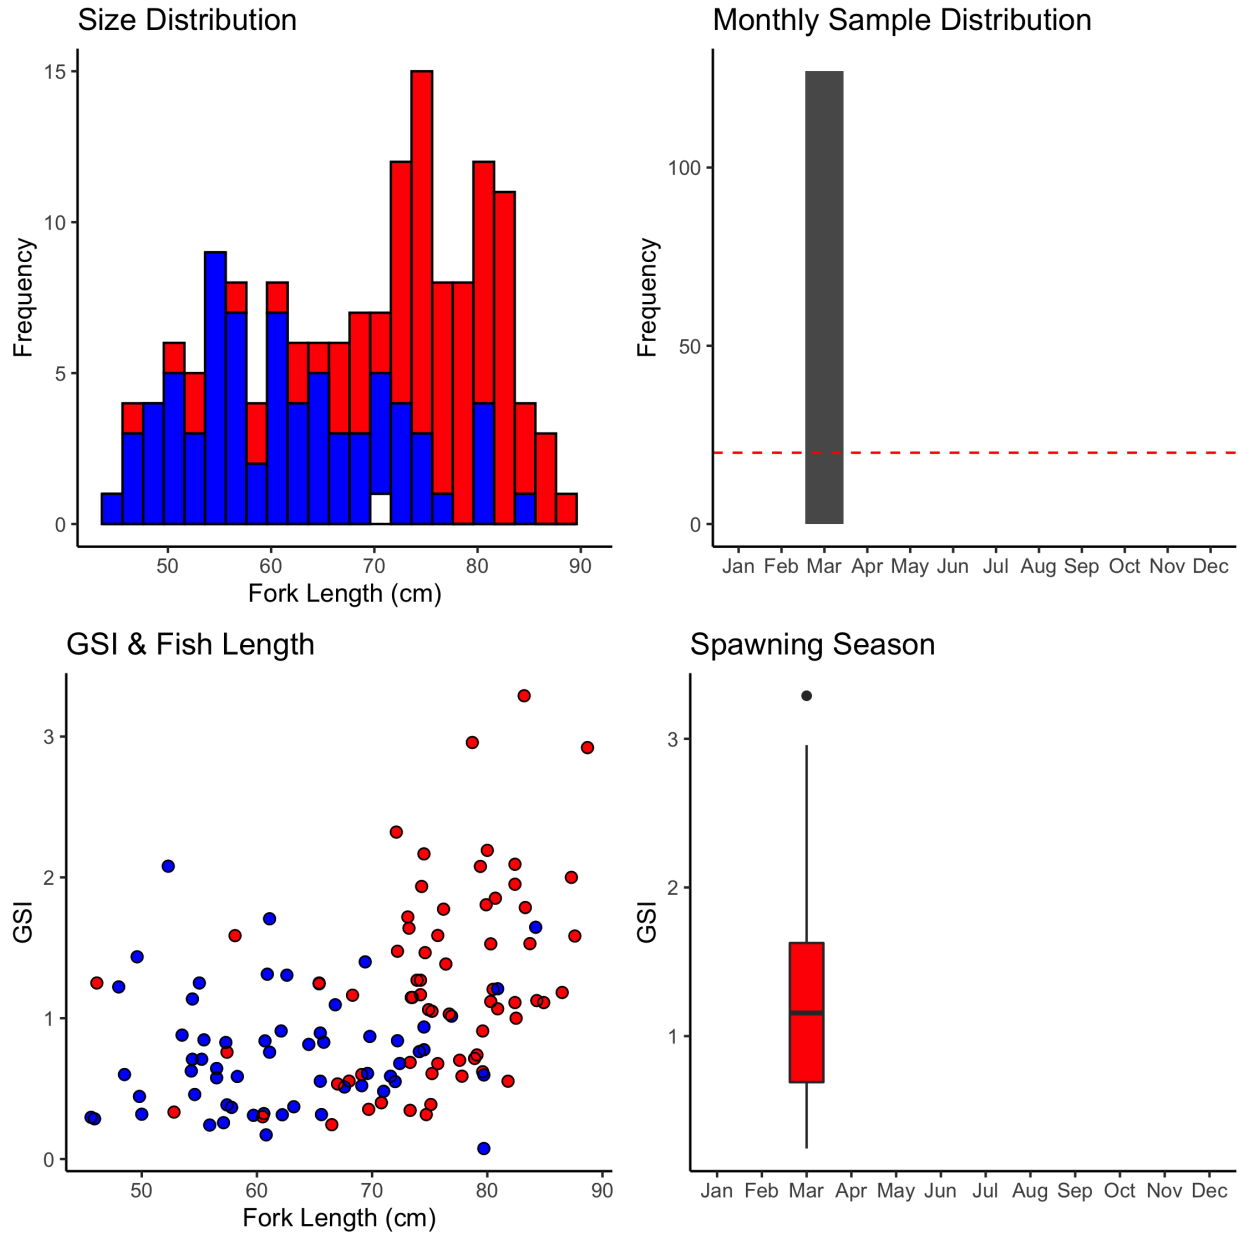 Size Distribution
Frequency
15
10
5
0
50 60 70 80 90
Fork Length (cm)
Monthly Sample Distribution
Frequency
100
50
0
Jan Feb Mar Apr May Jun Jul Aug Sep Oct Nov Dec
GSI & Fish Length
GSI
3
2
1
0
50 60 70 80 90
Fork Length (cm)
Spawning Season
GSI
3
2
1
Jan Feb Mar Apr May Jun Jul Aug Sep Oct Nov Dec